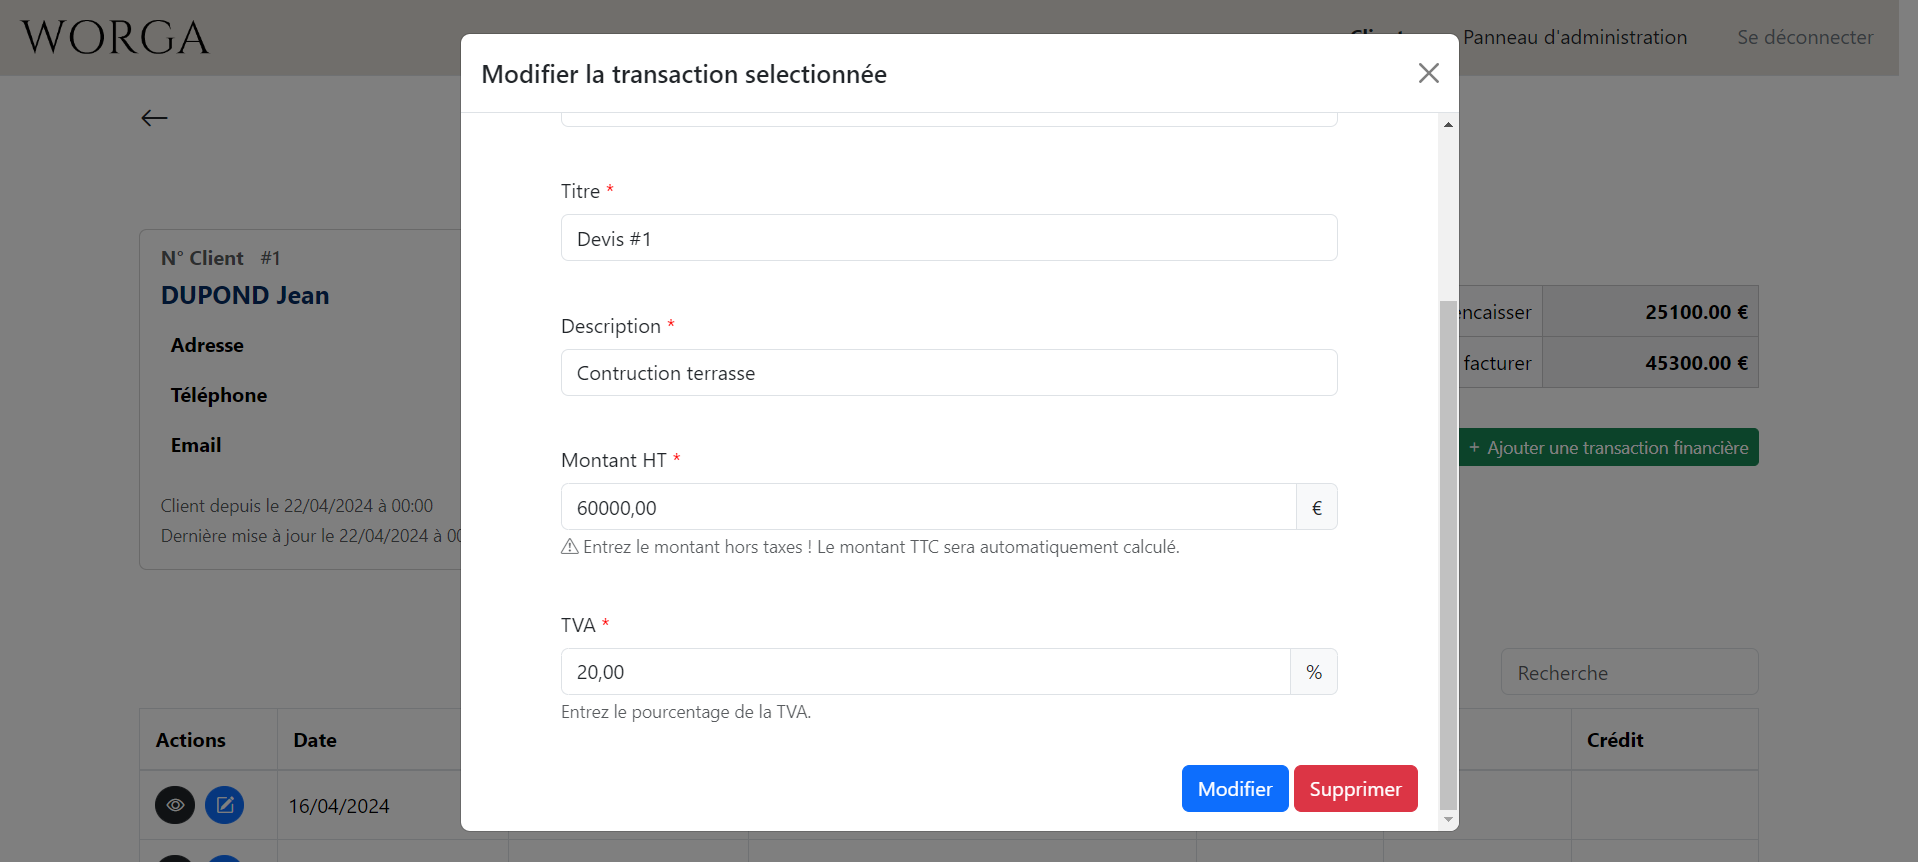 WORGA
Panneau d'administration
Se déconnecter
Modifier la transaction selectionnée
Titre *
Devis #1
N° Client #1
DUPOND Jean
Adresse
Téléphone
Email
Client depuis le 22/04/2024 à 00:00
Dernière mise à jour le 22/04/2024 à
Description *
Contruction terrasse
encaisser 25100.00 €
facturer 45300.00 €
+ Ajouter une transaction financière
Montant HT *
60000,00 €
⚠ Entrez le montant hors taxes ! Le montant TTC sera automatiquement calculé.
TVA *
20,00 %
Entrez le pourcentage de la TVA.
Modifier Supprimer
Recherche
Actions Date Crédit
16/04/2024